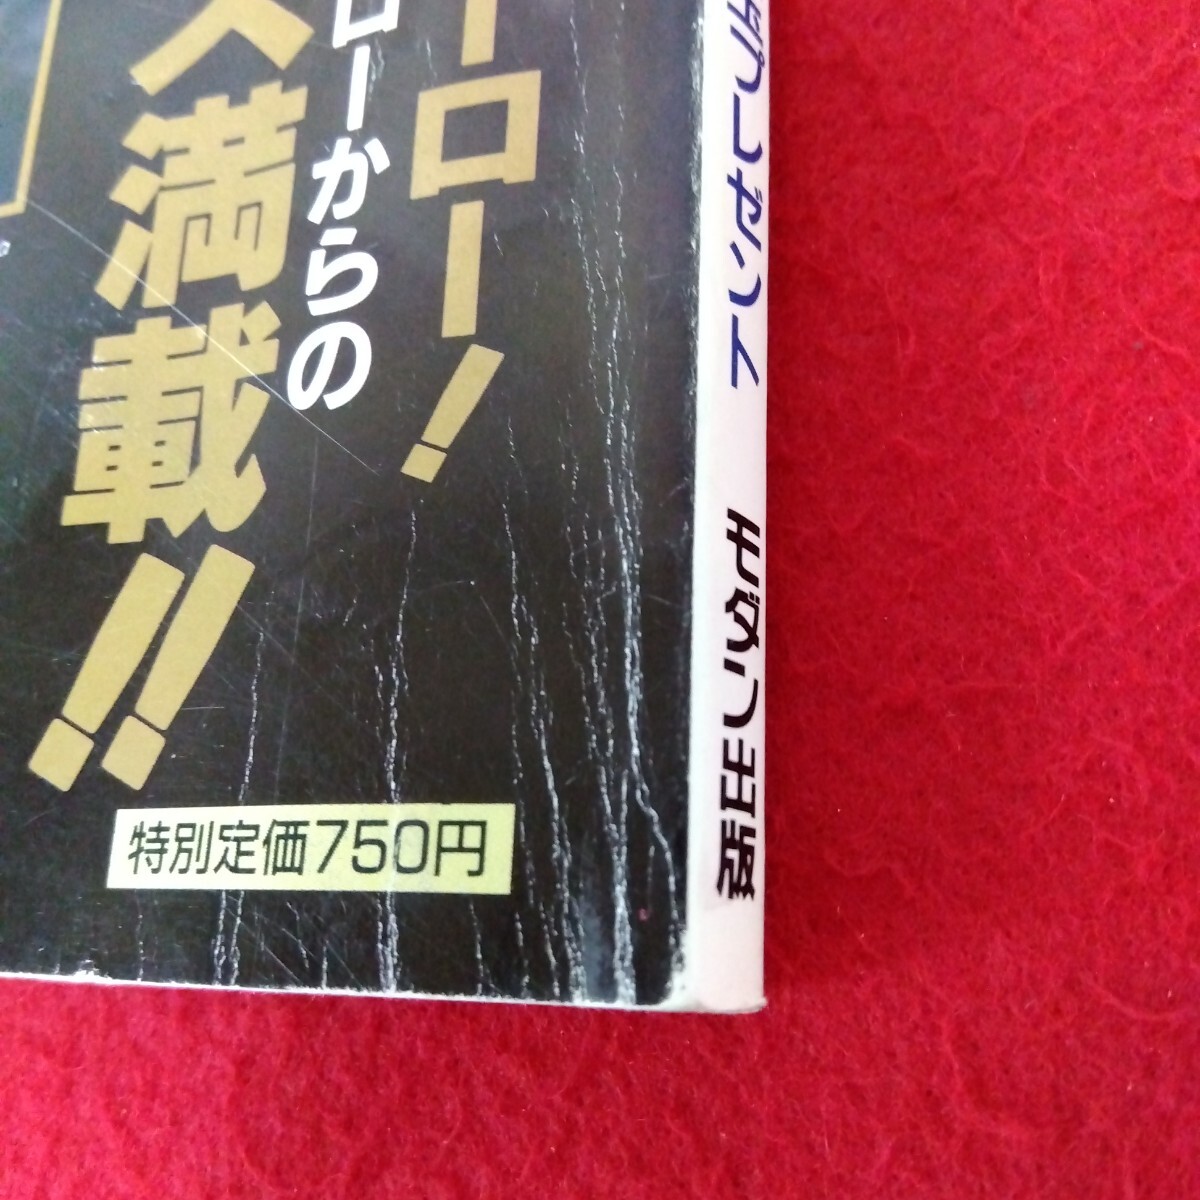 ーロー!
ローからの
満載!!
特別定価750円
プレゼント モダン出版